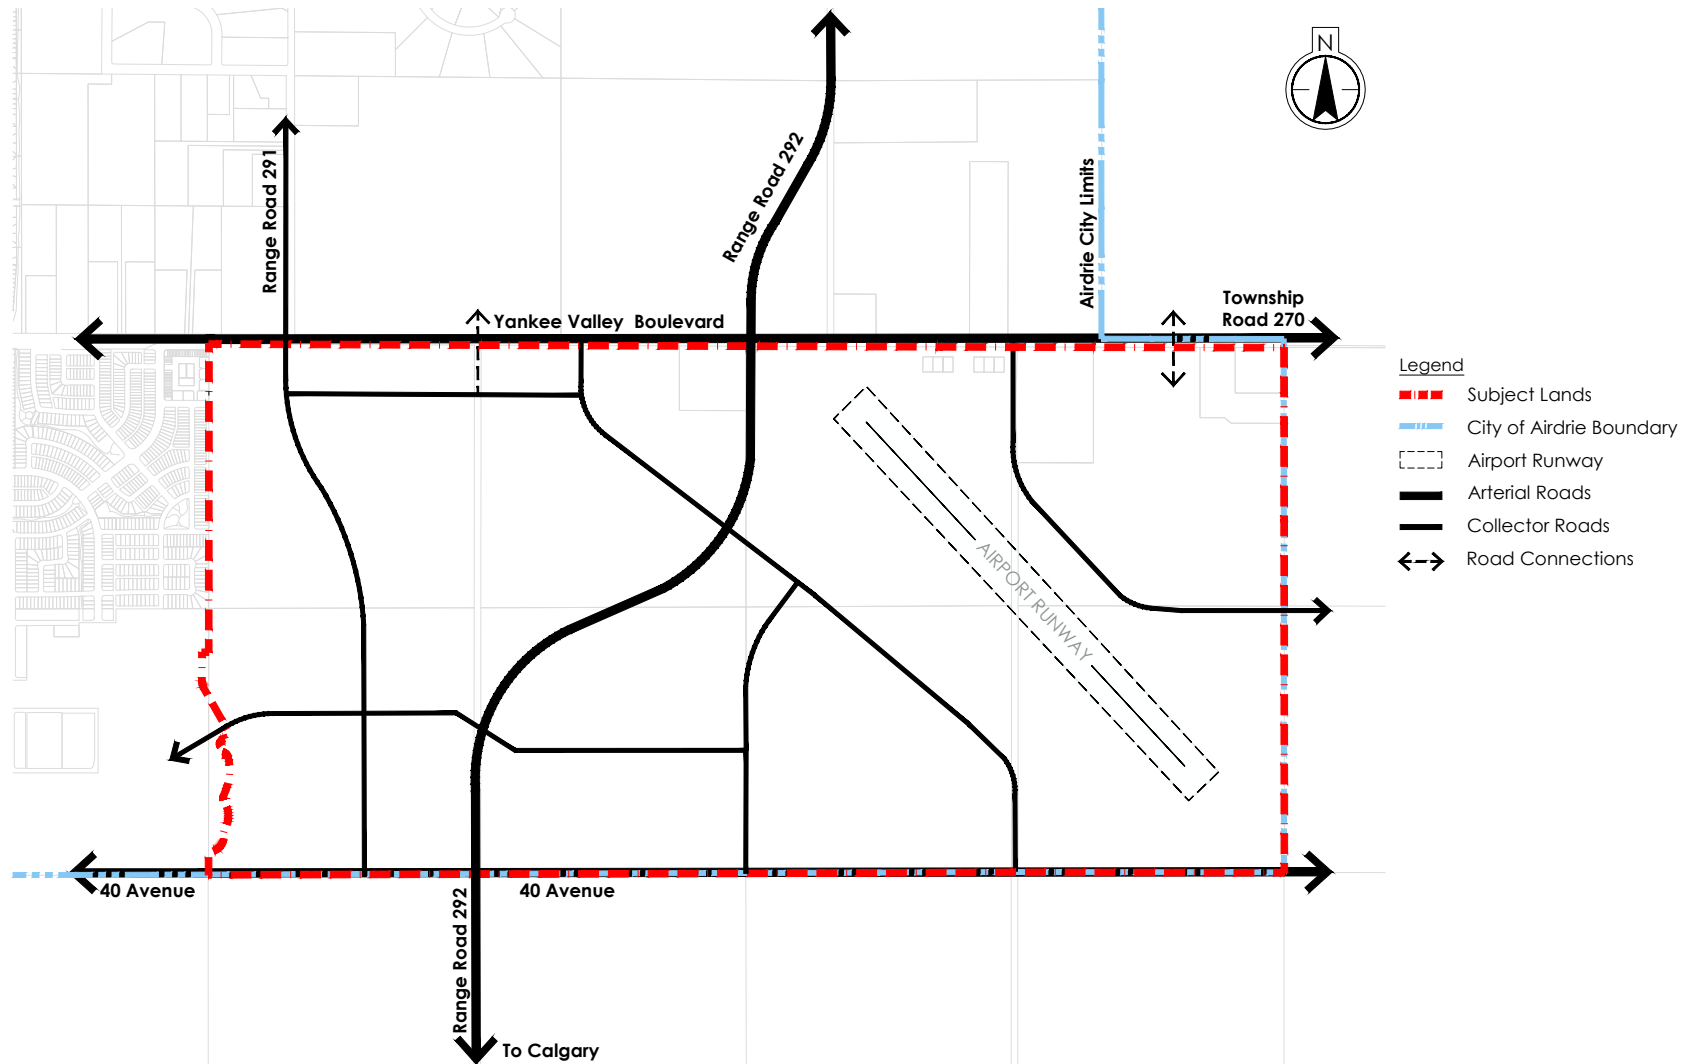 N
Range Road 291
Range Road 292
Airdrie City Limits
Yankee Valley Boulevard
Township
Road 270
Legend
Subject Lands
City of Airdrie Boundary
Airport Runway
Arterial Roads
Collector Roads
Road Connections
AIRPORT RUNWAY
40 Avenue
40 Avenue
Range Road 292
To Calgary